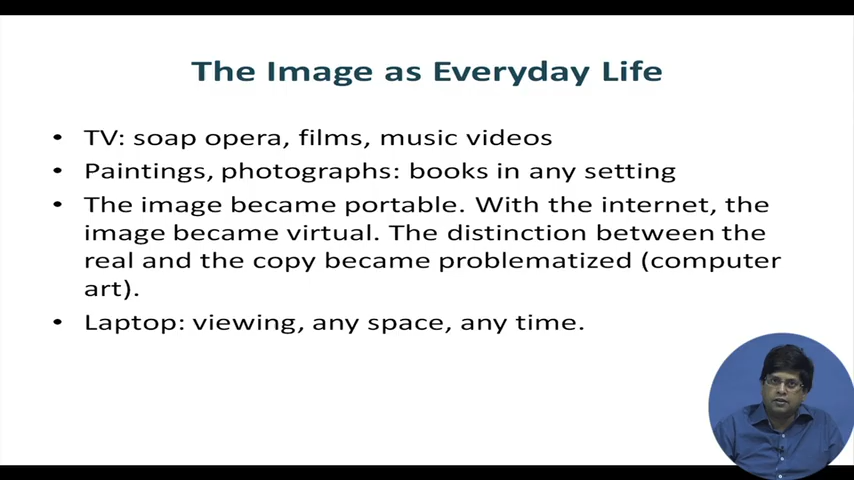 The Image as Everyday Life
• TV: soap opera, films, music videos
• Paintings, photographs: books in any setting
• The image became portable. With the internet, the
image became virtual. The distinction between the
real and the copy became problematized (computer
art).
• Laptop: viewing, any space, any time.